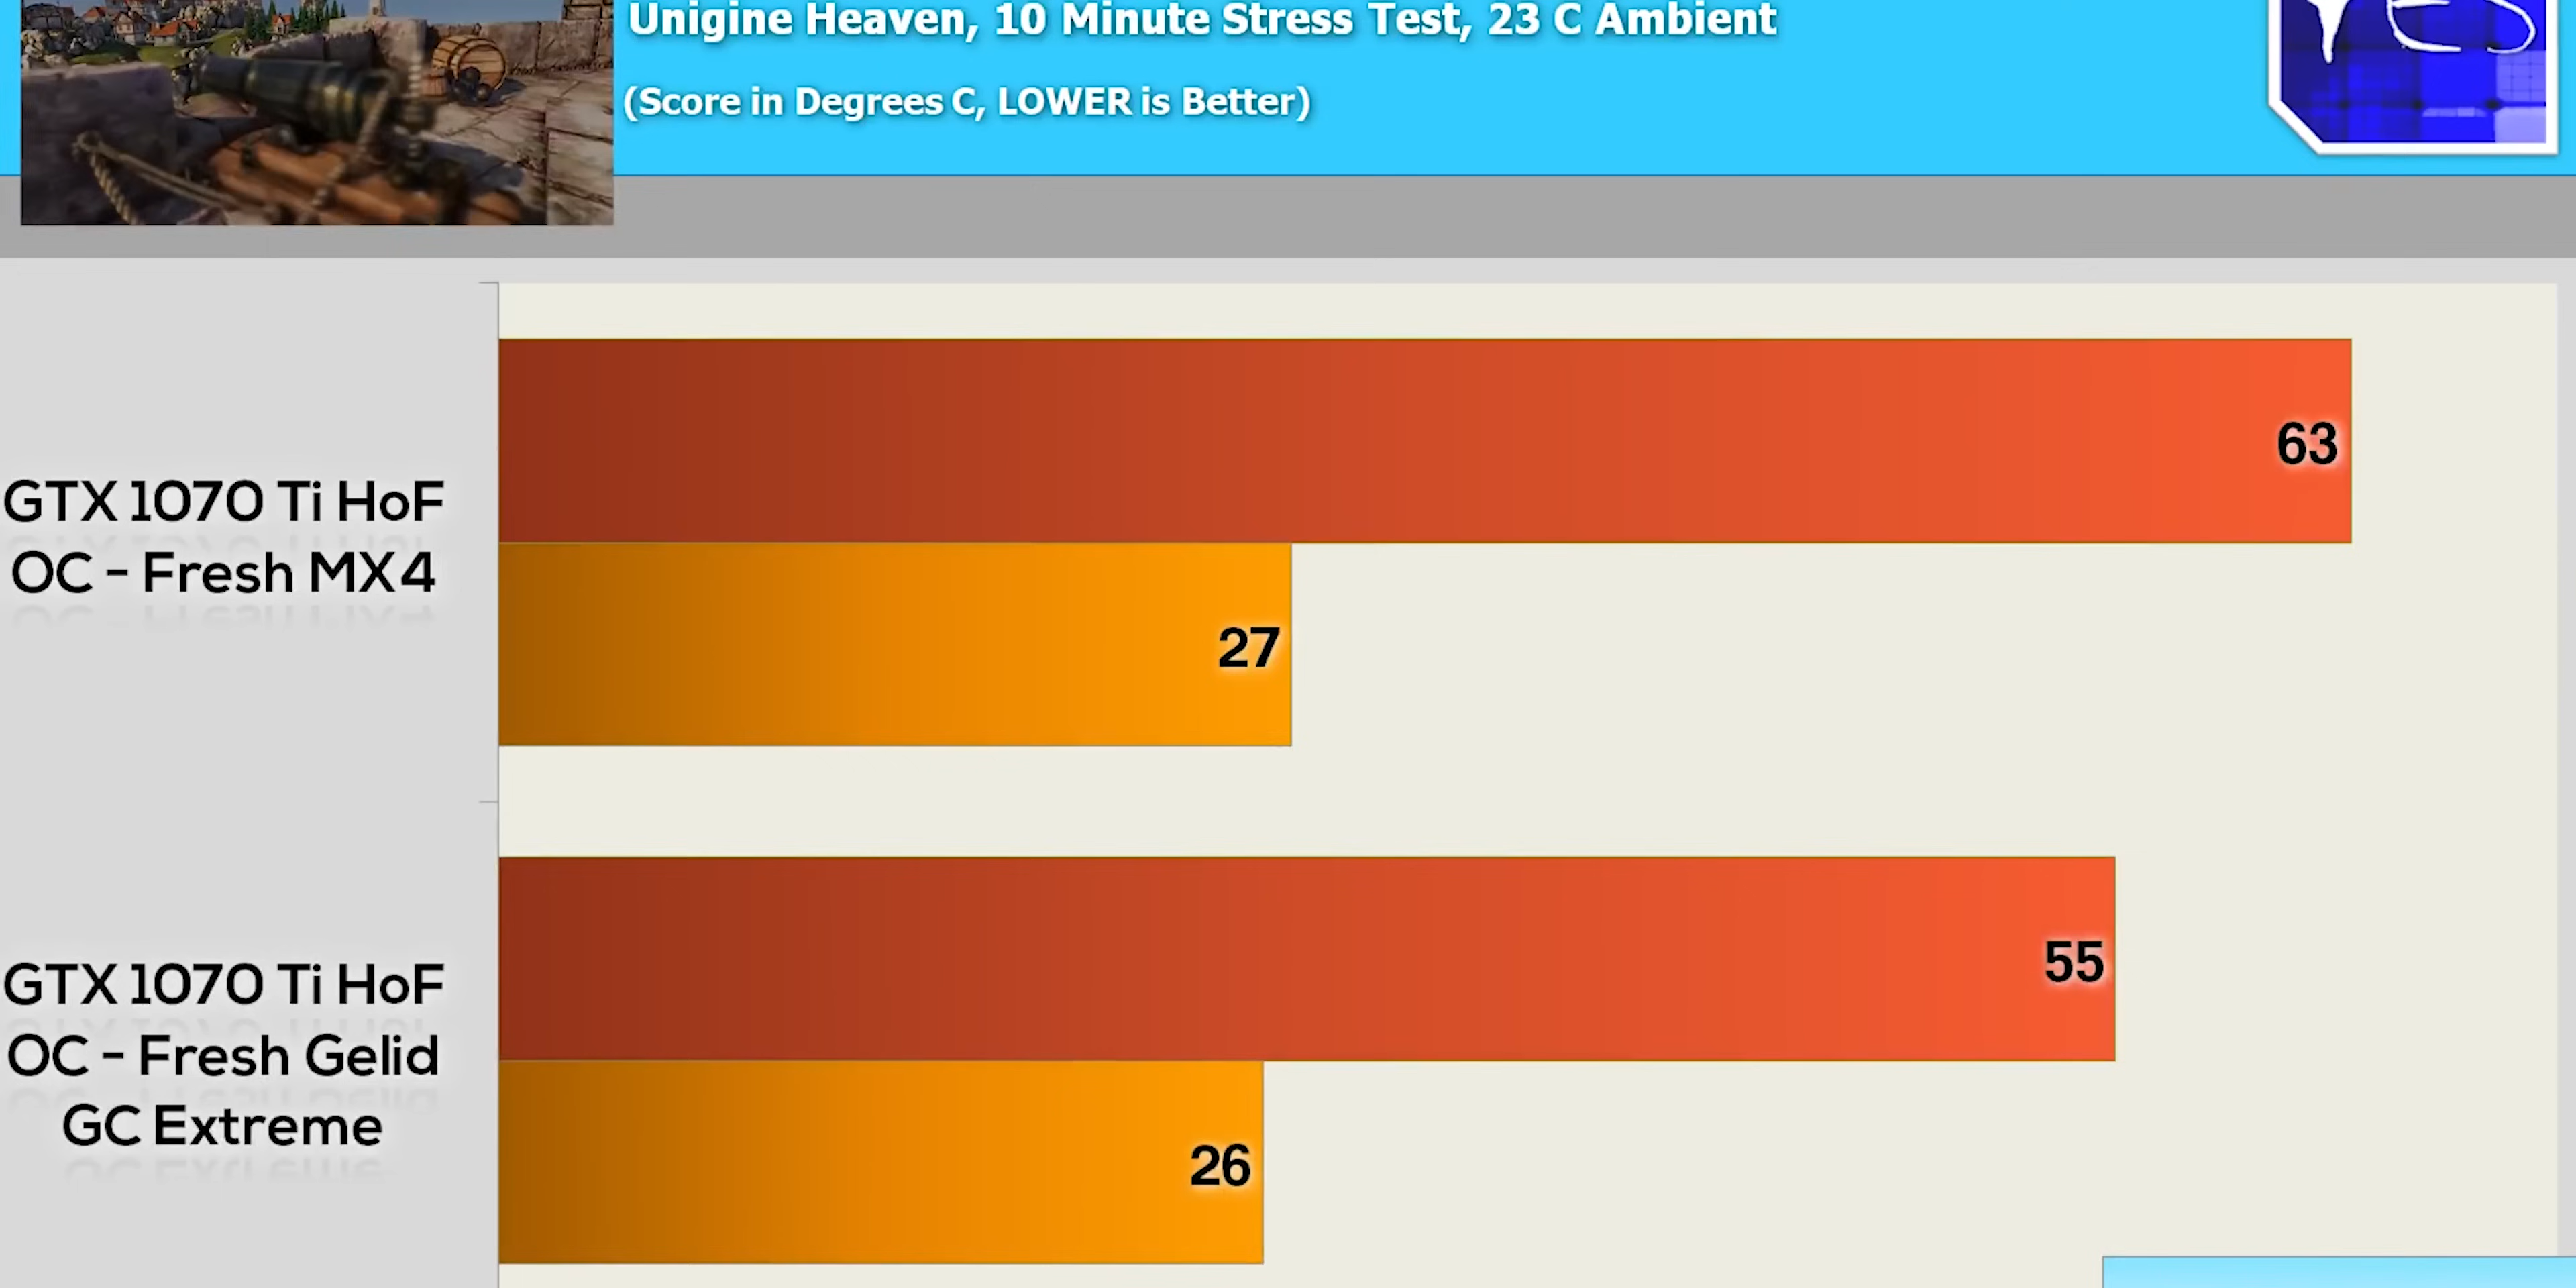 Unigine Heaven, 10 Minute Stress Test, 23 C Ambient
(Score in Degrees C, LOWER is Better)
GTX 1070 Ti HoF
OC - Fresh MX4
63
27
GTX 1070 Ti HoF
OC - Fresh Gelid
GC Extreme
55
26